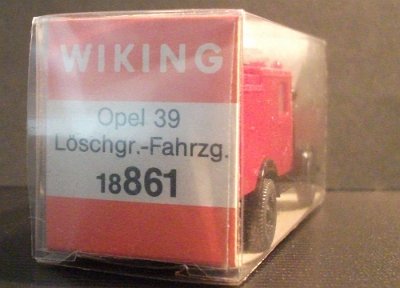 WIKING
Opel 39
Löschgr.-Fahrzg.
18861